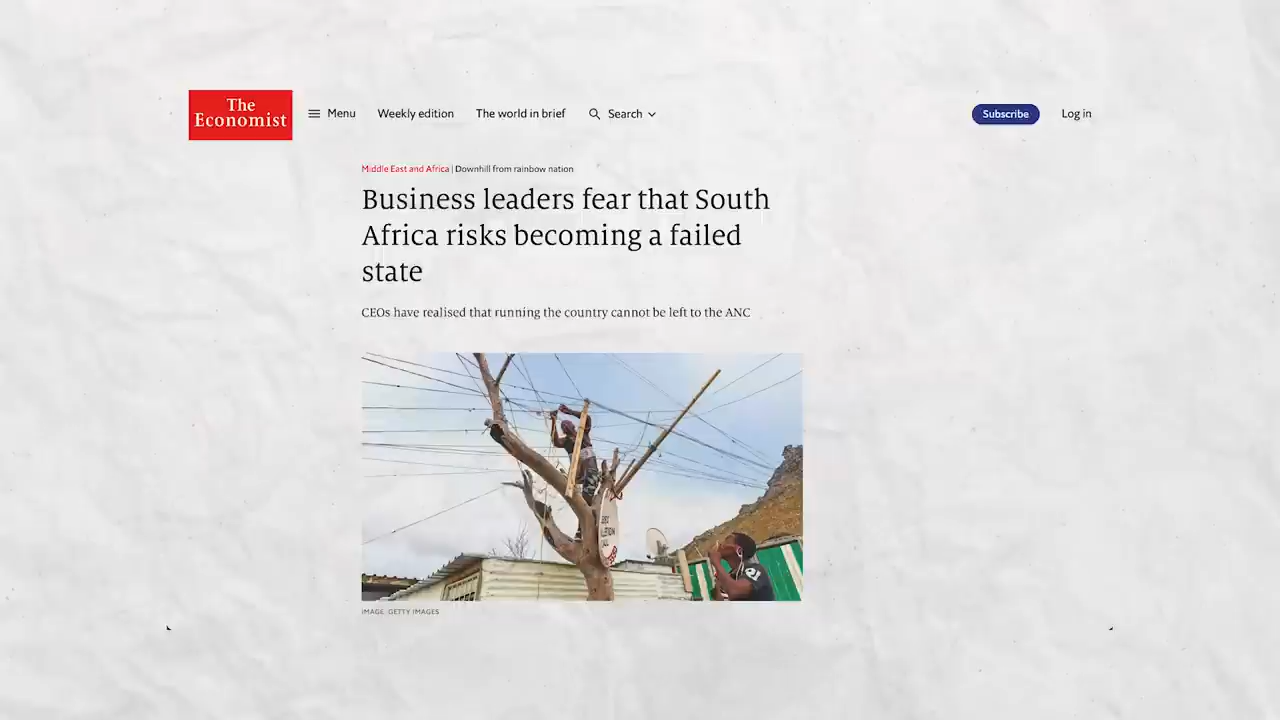 The
Economist
Menu
Weekly edition
The world in brief
Search
Subscribe
Log in
Middle East and Africa | Downhill from rainbow nation
Business leaders fear that South
Africa risks becoming a failed
state
CEOs have realised that running the country cannot be left to the ANC
IMAGE: GETTY IMAGES